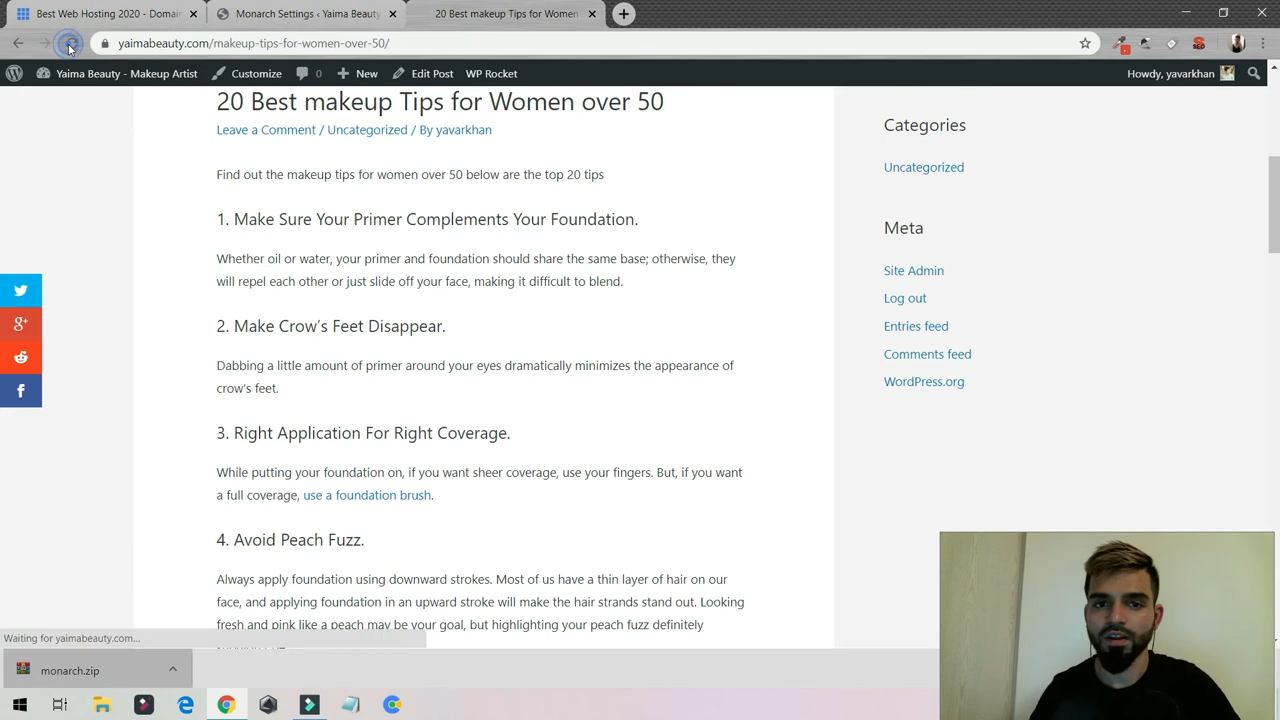 Best Web Hosting 2020 - Domain
Monarch Settings ‹ Yaima Beauty
20 Best makeup Tips for Women
yaimabeauty.com/makeup-tips-for-women-over-50/
Yaima Beauty - Makeup Artist
Customize
0
New
Edit Post
WP Rocket
Howdy, yavarkhan
20 Best makeup Tips for Women over 50
Leave a Comment / Uncategorized / By yavarkhan
Find out the makeup tips for women over 50 below are the top 20 tips
1. Make Sure Your Primer Complements Your Foundation.
Whether oil or water, your primer and foundation should share the same base; otherwise, they
will repel each other or just slide off your face, making it difficult to blend.
2. Make Crow’s Feet Disappear.
Dabbing a little amount of primer around your eyes dramatically minimizes the appearance of
crow’s feet.
3. Right Application For Right Coverage.
While putting your foundation on, if you want sheer coverage, use your fingers. But, if you want
a full coverage, use a foundation brush.
4. Avoid Peach Fuzz.
Always apply foundation using downward strokes. Most of us have a thin layer of hair on our
face, and applying foundation in an upward stroke will make the hair strands stand out. Looking
fresh and pink like a peach may be your goal, but highlighting your peach fuzz definitely
Categories
Uncategorized
Meta
Site Admin
Log out
Entries feed
Comments feed
WordPress.org
Waiting for yaimabeauty.com...
monarch.zip